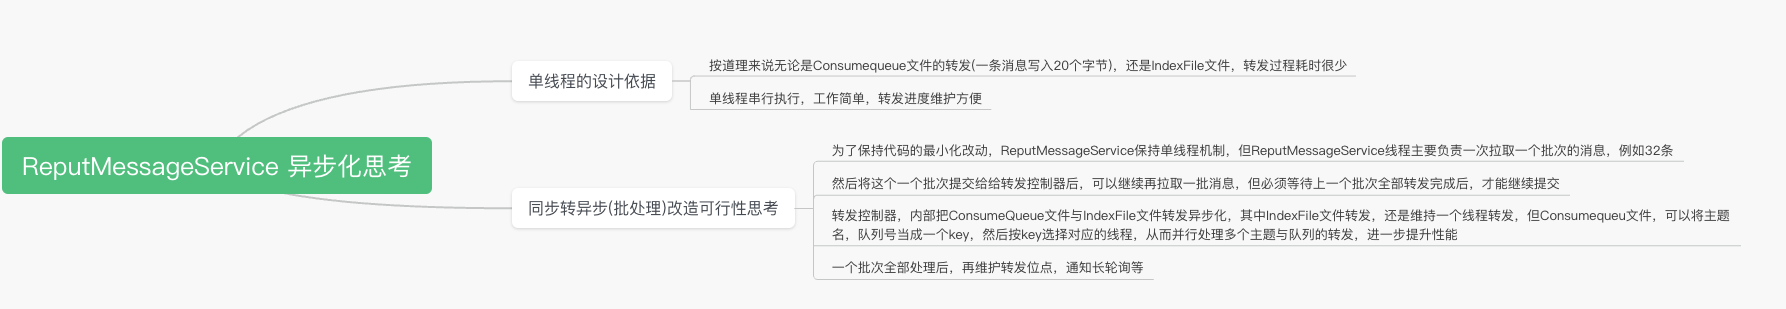 ReputMessageService 异步化思考
单线程的设计依据
按道理来说无论是Consumequeue文件的转发(一条消息写入20个字节)，还是IndexFile文件，转发过程耗时很少
单线程串行执行，工作简单，转发进度维护方便
同步转异步(批处理)改造可行性思考
为了保持代码的最小化改动，ReputMessageService保持单线程机制，但ReputMessageService线程主要负责一次拉取一个批次的消息，例如32条
然后将这个一个批次提交给给转发控制器后，可以继续再拉取一批消息，但必须等待上一个批次全部转发完成后，才能继续提交
转发控制器，内部把ConsumeQueue文件与IndexFile文件转发异步化，其中IndexFile文件转发，还是维持一个线程转发，但Consumequeu文件，可以将主题
名，队列号当成一个key，然后按key选择对应的线程，从而并行处理多个主题与队列的转发，进一步提升性能
一个批次全部处理后，再维护转发位点，通知长轮询等